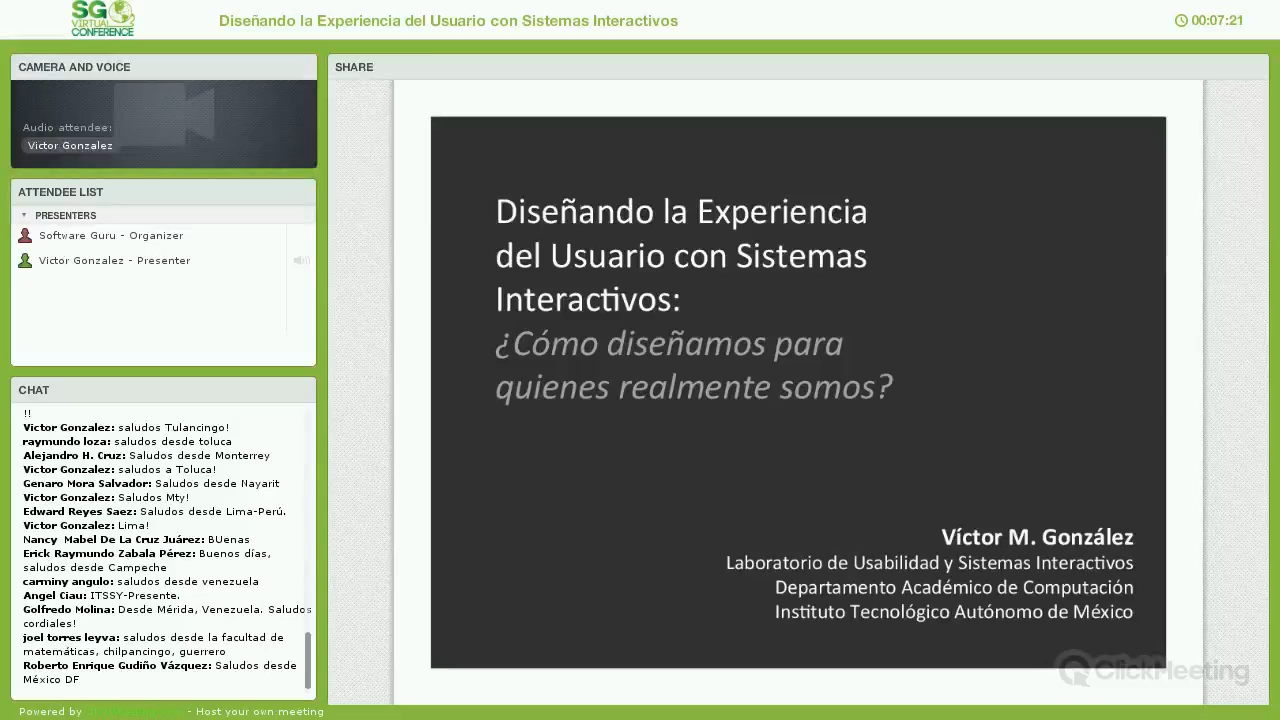 SG
VIRTUAL
CONFERENCE
Diseñando la Experiencia del Usuario con Sistemas Interactivos
00:07:21
CAMERA AND VOICE
Audio attendee:
Victor Gonzalez
ATTENDEE LIST
PRESENTERS
Software Guru - Organizer
Victor Gonzalez - Presenter
CHAT
!!
Victor Gonzalez: saludos Tulancingo!
raymundo loza: saludos desde toluca
Alejandro H. Cruz: Saludos desde Monterrey
Victor Gonzalez: saludos a Toluca!
Genaro Mora Salvador: Saludos desde Nayarit
Victor Gonzalez: Saludos Mty!
Edward Reyes Saez: Saludos desde Lima-Perú.
Victor Gonzalez: Lima!
Nancy Mabel De La Cruz Juárez: BUenas
Erick Raymundo Zabala Pérez: Buenos días,
saludos desde Campeche
carminy angulo: saludos desde venezuela
Angel Ciau: ITSSY-Presente.
Golfredo Molina: Desde Mérida, Venezuela. Saludos
cordiales!
joel torres leyva: saludos desde la facultad de
matemáticas, chilpancingo, guerrero
Roberto Enrique Gudiño Vázquez: Saludos desde
México DF
Powered by - Host your own meeting
SHARE
Diseñando la Experiencia
del Usuario con Sistemas
Interactivos:
¿Cómo diseñamos para
quienes realmente somos?
Víctor M. González
Laboratorio de Usabilidad y Sistemas Interactivos
Departamento Académico de Computación
Instituto Tecnológico Autónomo de México
ClickMeeting